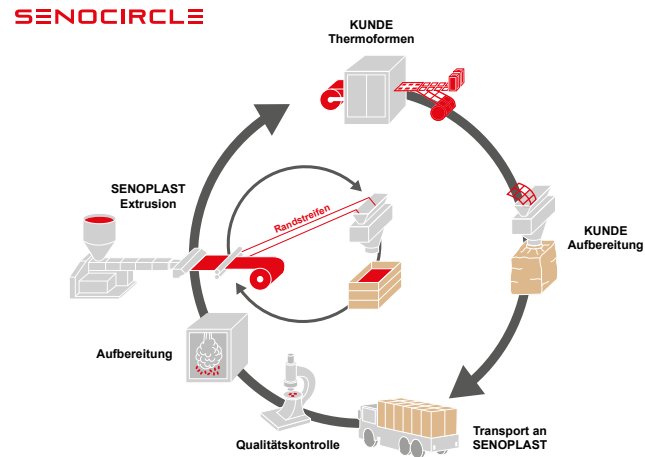 SENOCIRCLE
KUNDE
Thermoformen
SENOPLAST
Extrusion
Randstreifen
KUNDE
Aufbereitung
Aufbereitung
Qualitätskontrolle
Transport an
SENOPLAST